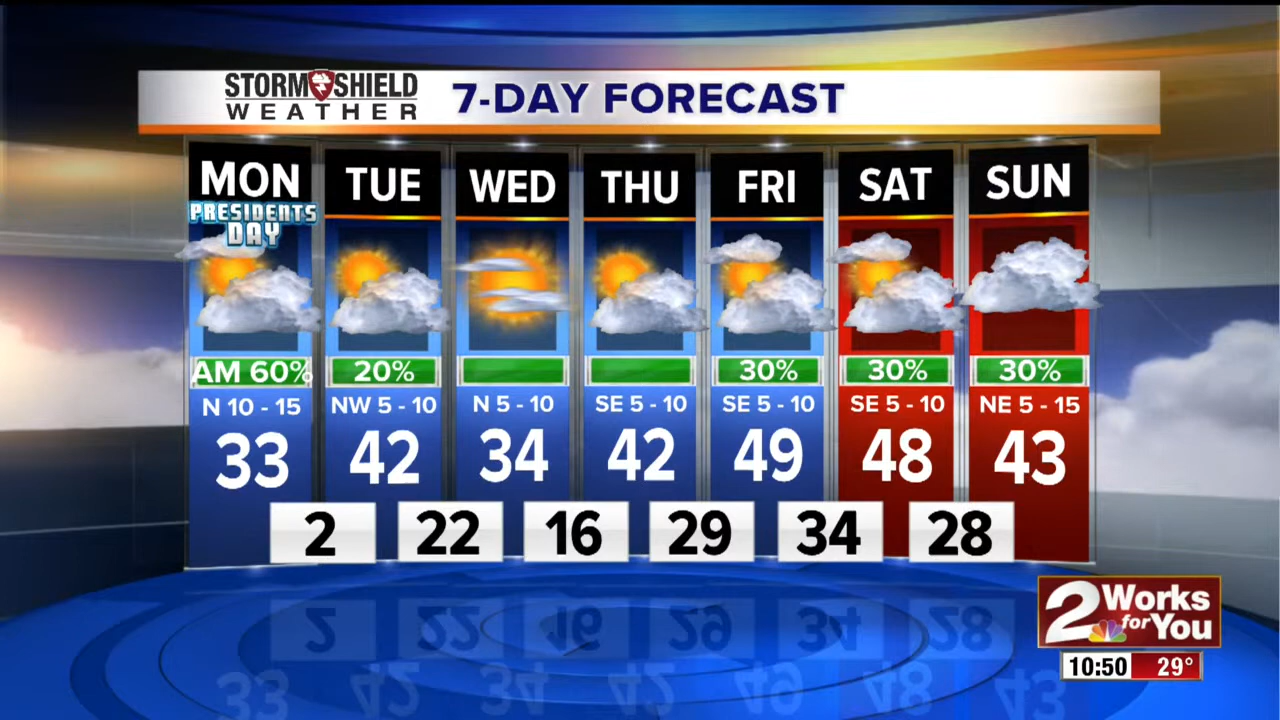 STORM SHIELD
WEATHER
7-DAY FORECAST
MON TUE WED THU FRI SAT SUN
PRESIDENTS
DAY
AM 60% 20% 30% 30% 30%
N 10 - 15 NW 5 - 10 N 5 - 10 SE 5 - 10 SE 5 - 10 SE 5 - 10 NE 5 - 15
33 42 34 42 49 48 43
2 22 16 29 34 28
2 Works
for You
10:50 29°